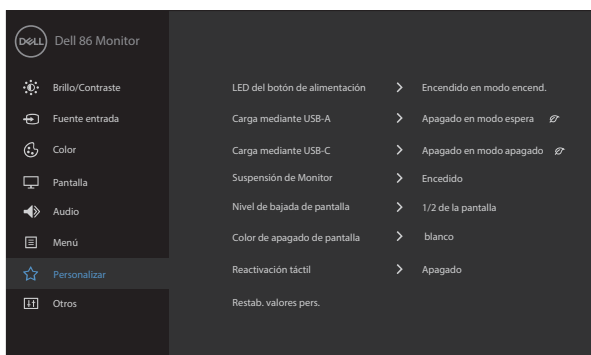 DELL Dell 86 Monitor
Brillo/Contraste
Fuente entrada
Color
Pantalla
Audio
Menú
Personalizar
Otros
LED del botón de alimentación > Encendido en modo encend.
Carga mediante USB-A > Apagado en modo espera
Carga mediante USB-C > Apagado en modo apagado
Suspensión de Monitor > Encedido
Nivel de bajada de pantalla > 1/2 de la pantalla
Color de apagado de pantalla > blanco
Reactivación táctil > Apagado
Restab. valores pers.